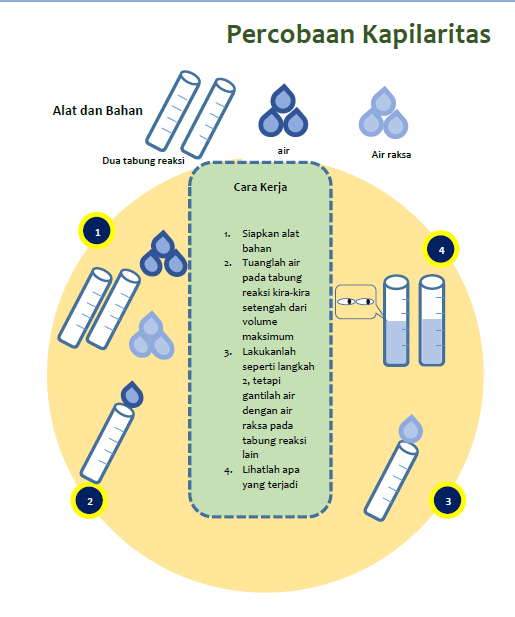 Percobaan Kapilaritas
Alat dan Bahan
Dua tabung reaksi
air
Air raksa
Cara Kerja
1. Siapkan alat
bahan
2. Tuanglah air
pada tabung
reaksi kira-kira
setengah dari
volume
maksimum
3. Lakukanlah
seperti langkah
2, tetapi
gantilah air
dengan air
raksa pada
tabung reaksi
lain
4. Lihatlah apa
yang terjadi
1
2
3
4